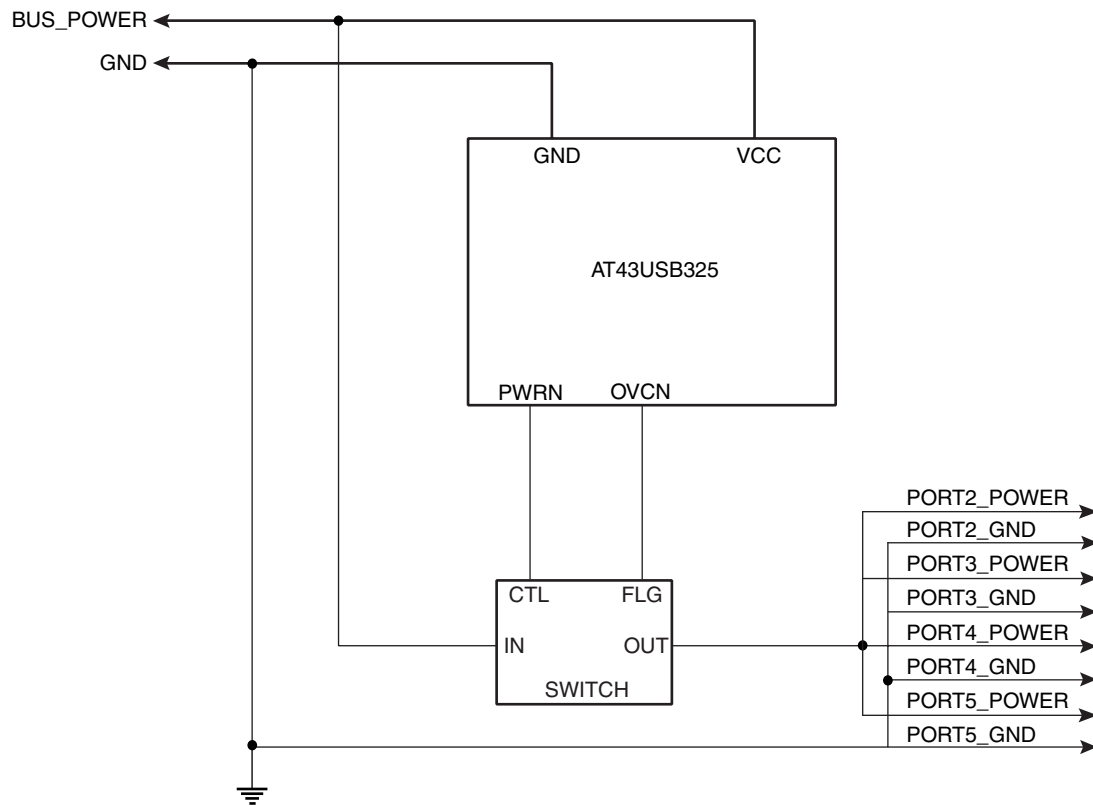 BUS_POWER
GND
GND
VCC
AT43USB325
PWRN
OVCN
PORT2_POWER
PORT2_GND
PORT3_POWER
PORT3_GND
PORT4_POWER
PORT4_GND
PORT5_POWER
PORT5_GND
CTL
FLG
IN
OUT
SWITCH